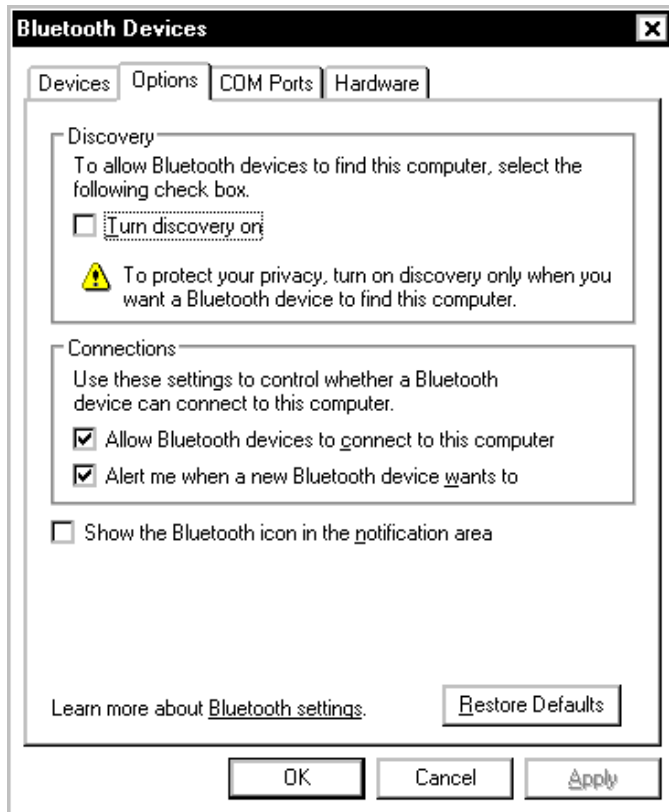 Bluetooth Devices
Devices Options COM Ports Hardware
Discovery
To allow Bluetooth devices to find this computer, select the
following check box.
Turn discovery on
To protect your privacy, turn on discovery only when you
want a Bluetooth device to find this computer.
Connections
Use these settings to control whether a Bluetooth
device can connect to this computer.
Allow Bluetooth devices to connect to this computer
Alert me when a new Bluetooth device wants to
Show the Bluetooth icon in the notification area
Learn more about Bluetooth settings.
Restore Defaults
OK Cancel Apply